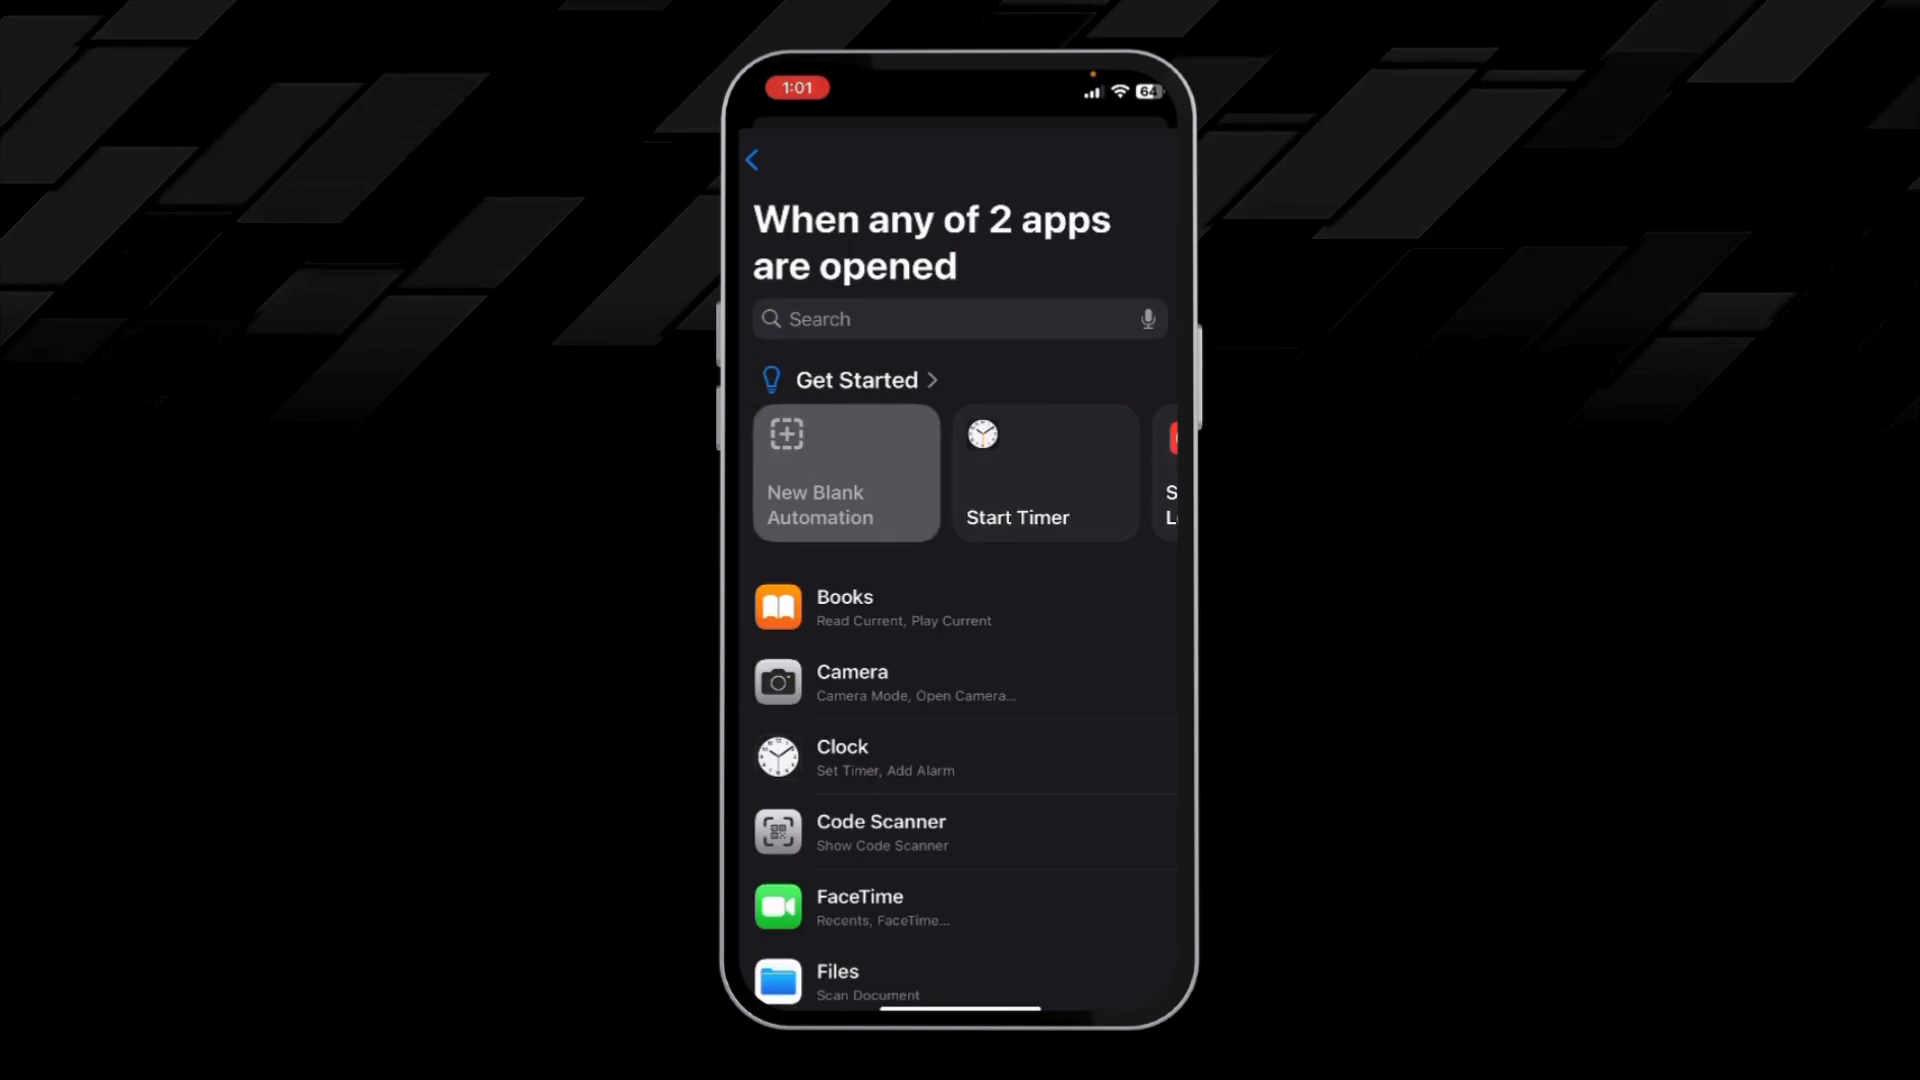 1:01
64
When any of 2 apps
are opened
Search
Get Started
New Blank
Automation
Start Timer
Books
Read Current, Play Current
Camera
Camera Mode, Open Camera...
Clock
Set Timer, Add Alarm
Code Scanner
Show Code Scanner
FaceTime
Recents, FaceTime...
Files
Scan Document